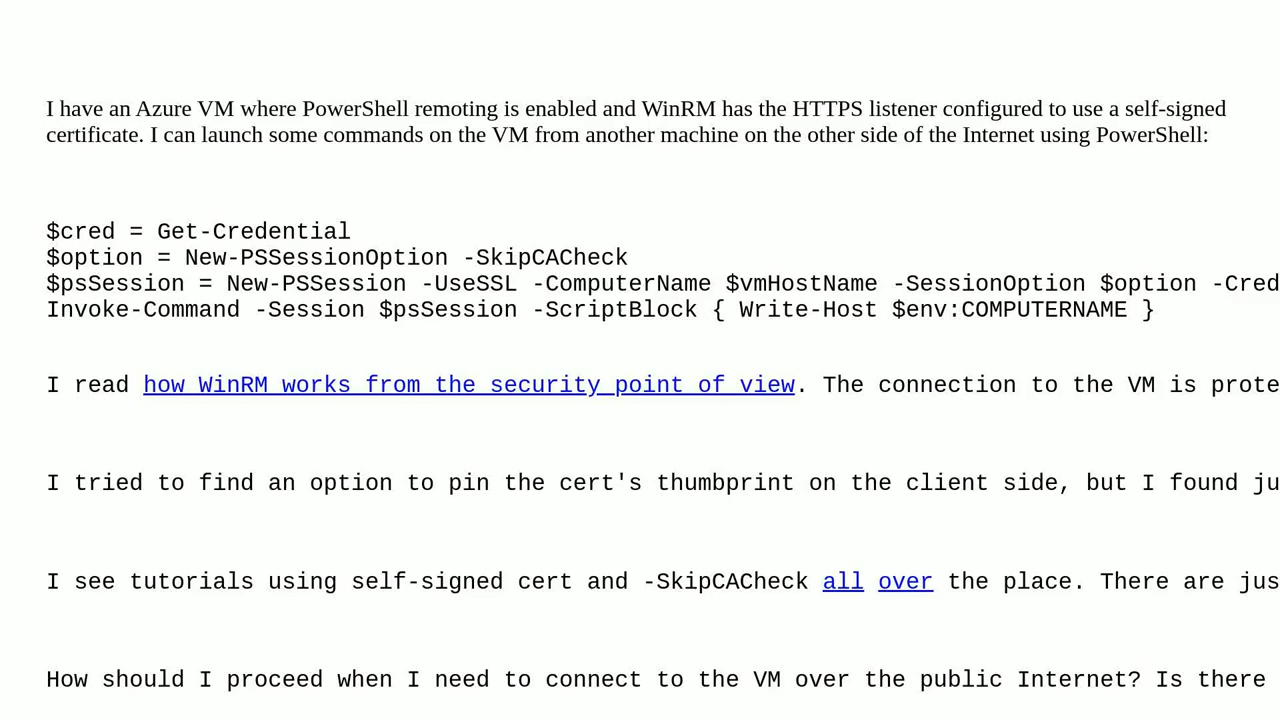 I have an Azure VM where PowerShell remoting is enabled and WinRM has the HTTPS listener configured to use a self-signed
certificate. I can launch some commands on the VM from another machine on the other side of the Internet using PowerShell:
$cred = Get-Credential
$option = New-PSSessionOption -SkipCACheck
$psSession = New-PSSession -UseSSL -ComputerName $vmHostName -SessionOption $option -Cred
Invoke-Command -Session $psSession -ScriptBlock { Write-Host $env:COMPUTERNAME }
I read how WinRM works from the security point of view. The connection to the VM is prote
I tried to find an option to pin the cert's thumbprint on the client side, but I found ju
I see tutorials using self-signed cert and -SkipCACheck all over the place. There are jus
How should I proceed when I need to connect to the VM over the public Internet? Is there